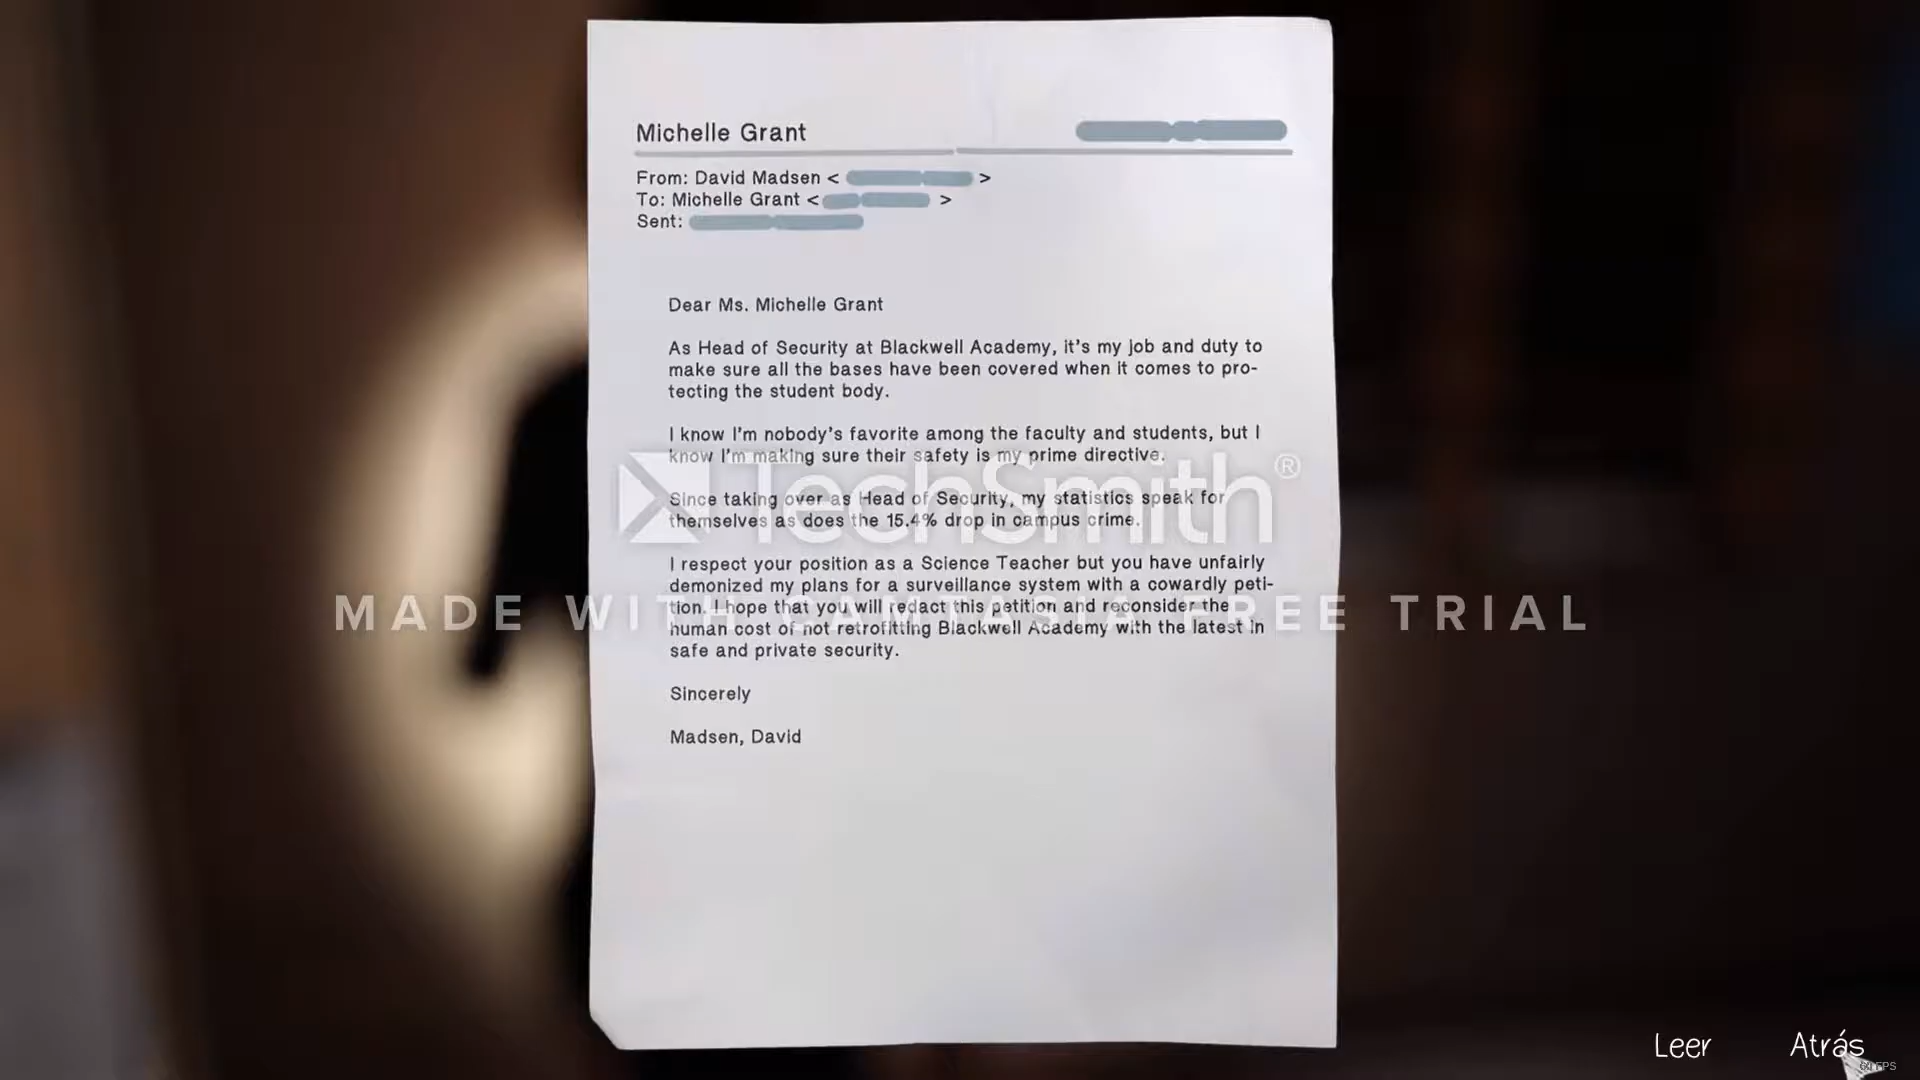 Michelle Grant
From: David Madsen < >
To: Michelle Grant < >
Sent:
Dear Ms. Michelle Grant
As Head of Security at Blackwell Academy, it's my job and duty to
make sure all the bases have been covered when it comes to pro-
tecting the student body.
I know I'm nobody's favorite among the faculty and students, but I
know I'm making sure their safety is my prime directive.
Since taking over as Head of Security, my statistics speak for
themselves as does the 15.4% drop in campus crime.
I respect your position as a Science Teacher but you have unfairly
demonized my plans for a surveillance system with a cowardly peti-
tion. I hope that you will redact this petition and reconsider the
human cost of not retrofitting Blackwell Academy with the latest in
safe and private security.
Sincerely
Madsen, David
TechSmith®
MADE WITH CAMTASIA FREE TRIAL
Leer Atrás
60 FPS